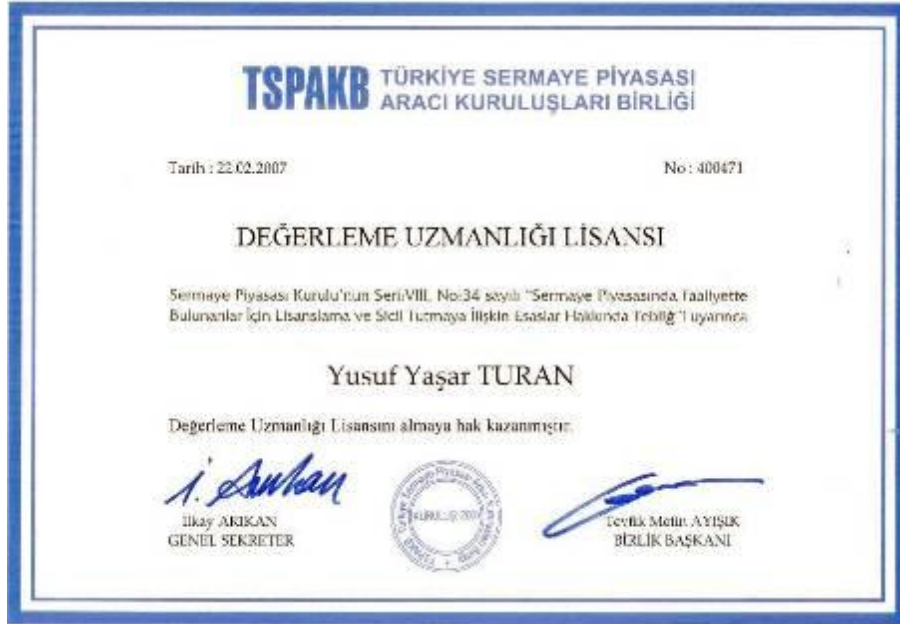 TSPAKB TÜRKİYE SERMAYE PİYASASI
ARACI KURULUŞLARI BİRLİĞİ
Tarih : 22.02.2007 No : 400471
DEĞERLEME UZMANLIĞI LİSANSI
Sermaye Piyasası Kurulu'nun Seri:VIII, No:34 sayılı "Sermaye Piyasasında Faaliyette
Bulunanlar İçin Lisanslama ve Sicil Tutmaya İlişkin Esaslar Hakkında Tebliğ"i uyarınca
Yusuf Yaşar TURAN
Değerleme Uzmanlığı Lisansını almaya hak kazanmıştır.
İlkay ARIKAN
GENEL SEKRETER
KURULUŞ 2001
Tevfik Metin AYIŞIK
BİRLİK BAŞKANI